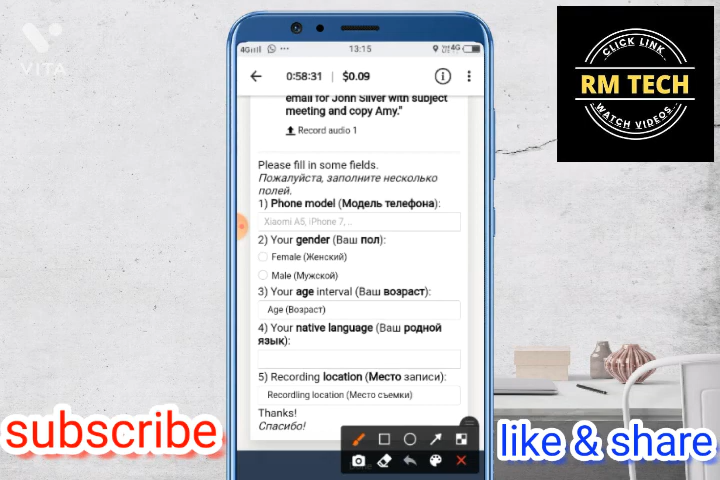 VITA
4G
13:15
4G
0:58:31 | $0.09
email for John Silver with subject
meeting and copy Amy."
Record audio 1
Please fill in some fields.
Пожалуйста, заполните несколько
полей.
1) Phone model (Модель телефона):
Xiaomi A5, iPhone 7, ..
2) Your gender (Ваш пол):
Female (Женский)
Male (Мужской)
3) Your age interval (Ваш возраст):
Age (Возраст)
4) Your native language (Ваш родной
язык):
5) Recording location (Место записи):
Recording location (Место съемки)
Thanks!
Спасибо!
CLICK LINK
RM TECH
WATCH VIDEOS
subscribe
like & share